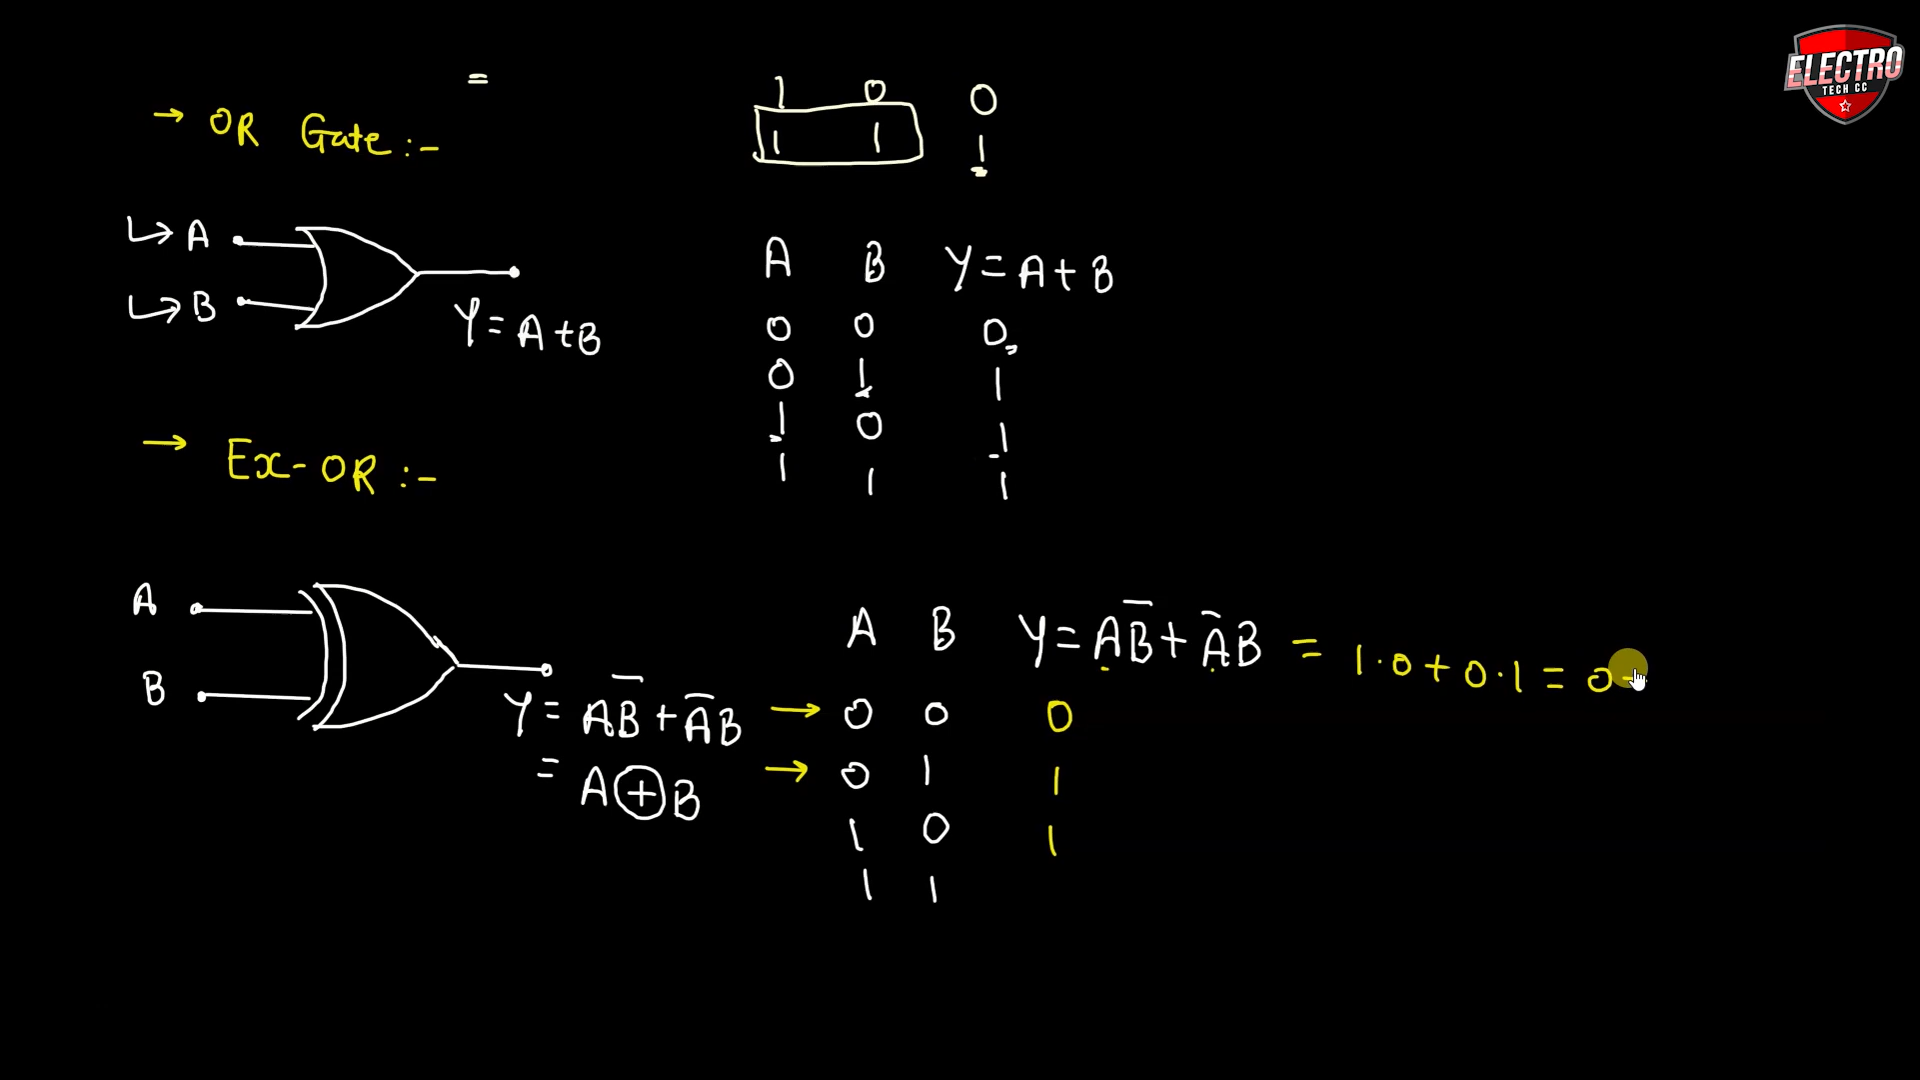 =
1 0 0
→ OR Gate :-
1 1 1
A
A B Y = A + B
B
Y = A + B
0 0 0
0 1 1
1 0 1
→ Ex-OR :-
1 1 1
A
A B Y = AB̅ + A̅B = 1·0 + 0·1 = 0
B
Y = AB̅ + A̅B
→ 0 0 0
= A ⊕ B
→ 0 1 1
1 0 1
1 1
ELECTRO
TECH CC